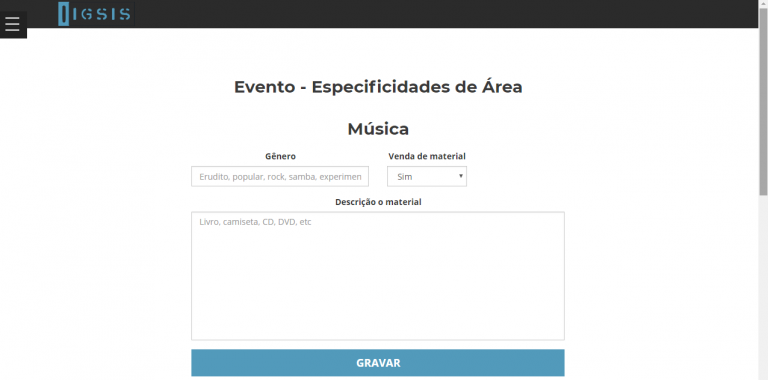 IGSIS
Evento - Especificidades de Área
Música
Gênero Venda de material
Erudito, popular, rock, samba, experimen Sim
Descrição o material
Livro, camiseta, CD, DVD, etc
GRAVAR